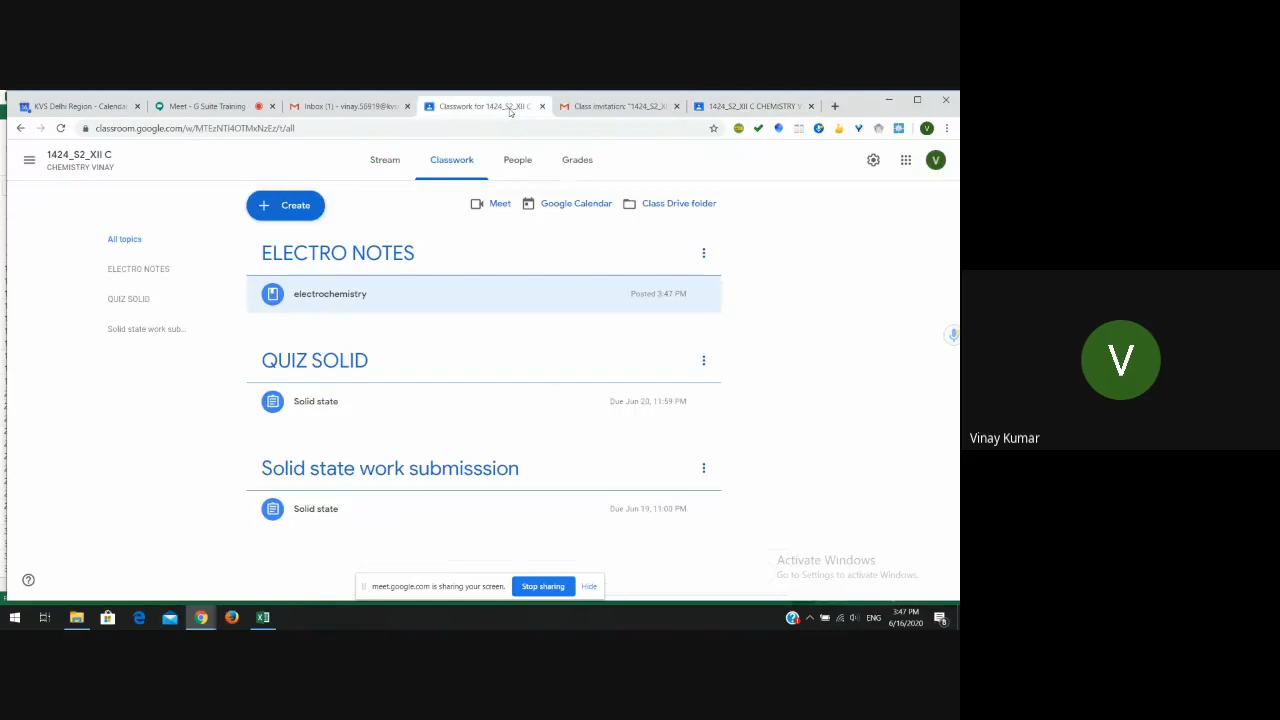 KVS Delhi Region - Calenda
Meet - G Suite Training
Inbox (1) - vinay.56919@kvs
Classwork for 1424_S2_XII C
Class invitation: "1424_S2_XI
1424_S2_XII C CHEMISTRY V
classroom.google.com/w/MTEzNTI4OTMxNzEz/t/all
V
1424_S2_XII C
CHEMISTRY VINAY
Stream
Classwork
People
Grades
V
Create
Meet
Google Calendar
Class Drive folder
All topics
ELECTRO NOTES
QUIZ SOLID
Solid state work sub...
ELECTRO NOTES
electrochemistry
Posted 3:47 PM
QUIZ SOLID
Solid state
Due Jun 20, 11:59 PM
Solid state work submisssion
Solid state
Due Jun 19, 11:00 PM
Activate Windows
Go to Settings to activate Windows.
meet.google.com is sharing your screen.
Stop sharing
Hide
ENG
3:47 PM
6/16/2020
V
Vinay Kumar